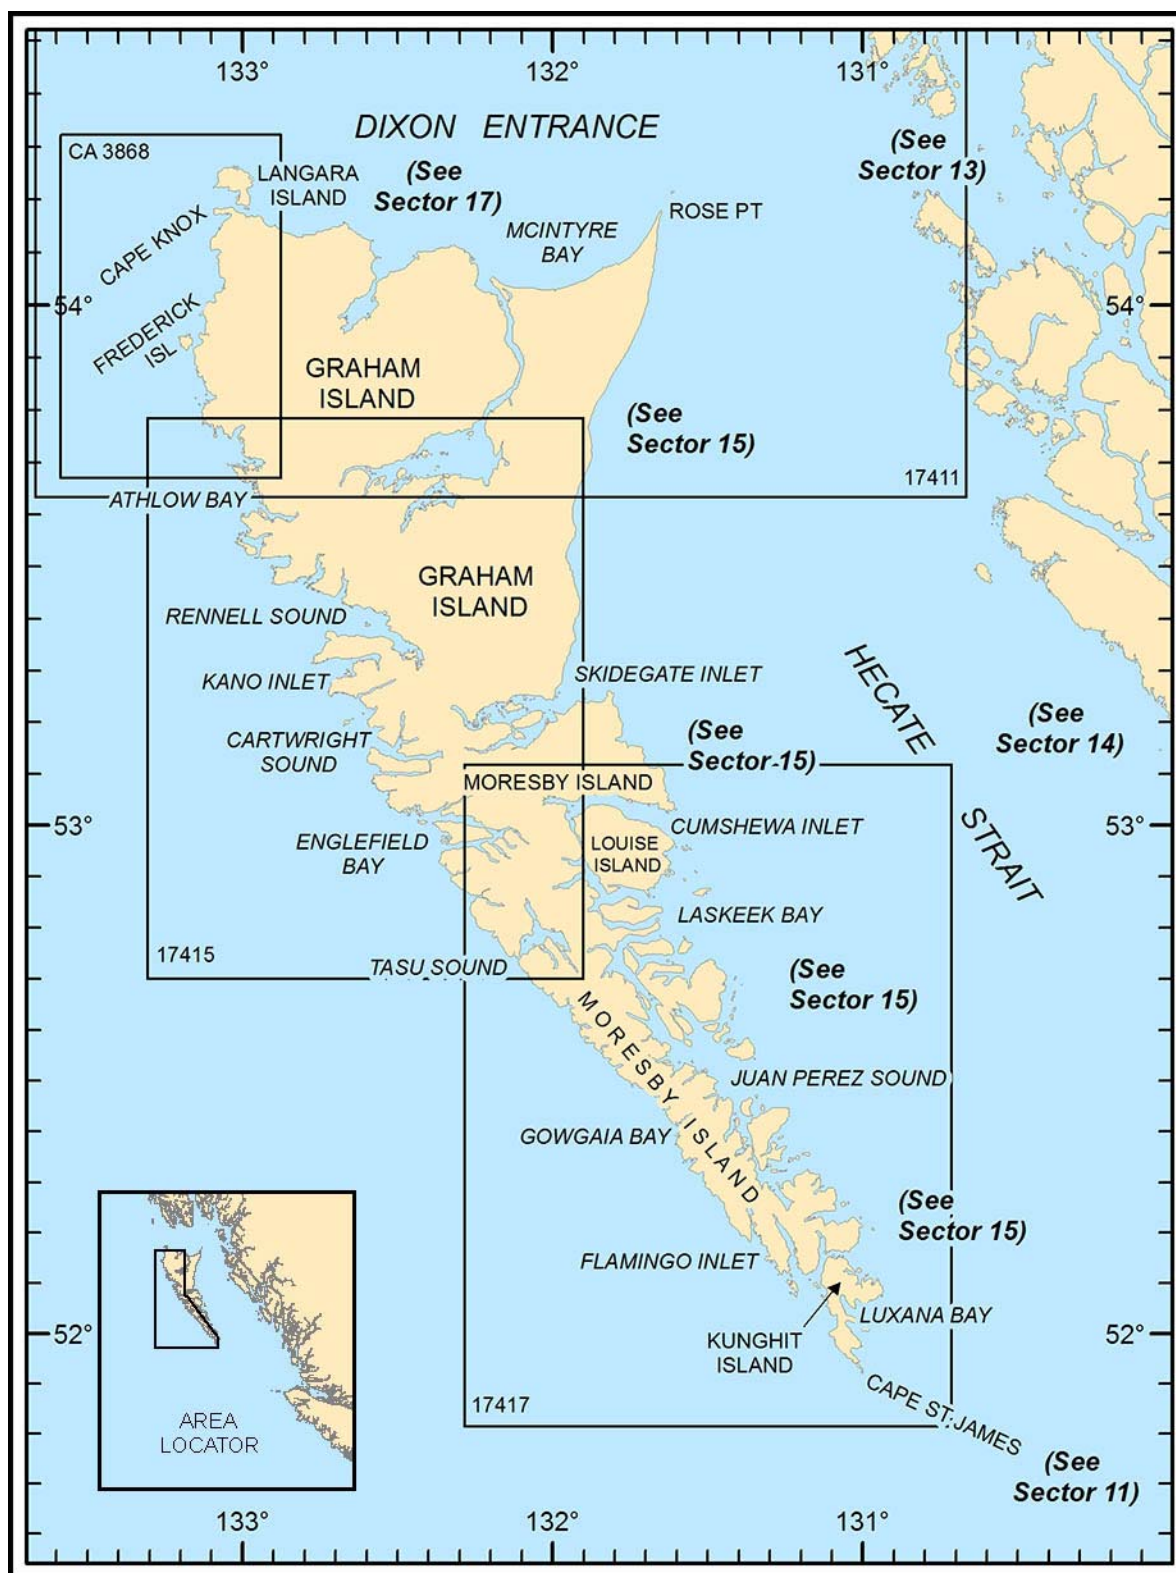 133°
132°
131°
DIXON ENTRANCE
CA 3868
(See
Sector 17)
(See
Sector 13)
LANGARA
ISLAND
CAPE KNOX
MCINTYRE
BAY
ROSE PT
54°
54°
FREDERICK
ISL
GRAHAM
ISLAND
(See
Sector 15)
17411
ATHLOW BAY
GRAHAM
ISLAND
RENNELL SOUND
KANO INLET
SKIDEGATE INLET
HECATE
STRAIT
(See
Sector 14)
CARTWRIGHT
SOUND
(See
Sector 15)
MORESBY ISLAND
53°
53°
ENGLEFIELD
BAY
LOUISE
ISLAND
CUMSHEWA INLET
LASKEEK BAY
17415
TASU SOUND
(See
Sector 15)
MORESBY ISLAND
JUAN PEREZ SOUND
GOWGAIA BAY
(See
Sector 15)
FLAMINGO INLET
LUXANA BAY
52°
52°
KUNGHIT
ISLAND
17417
CAPE ST. JAMES
AREA
LOCATOR
(See
Sector 11)
133°
132°
131°